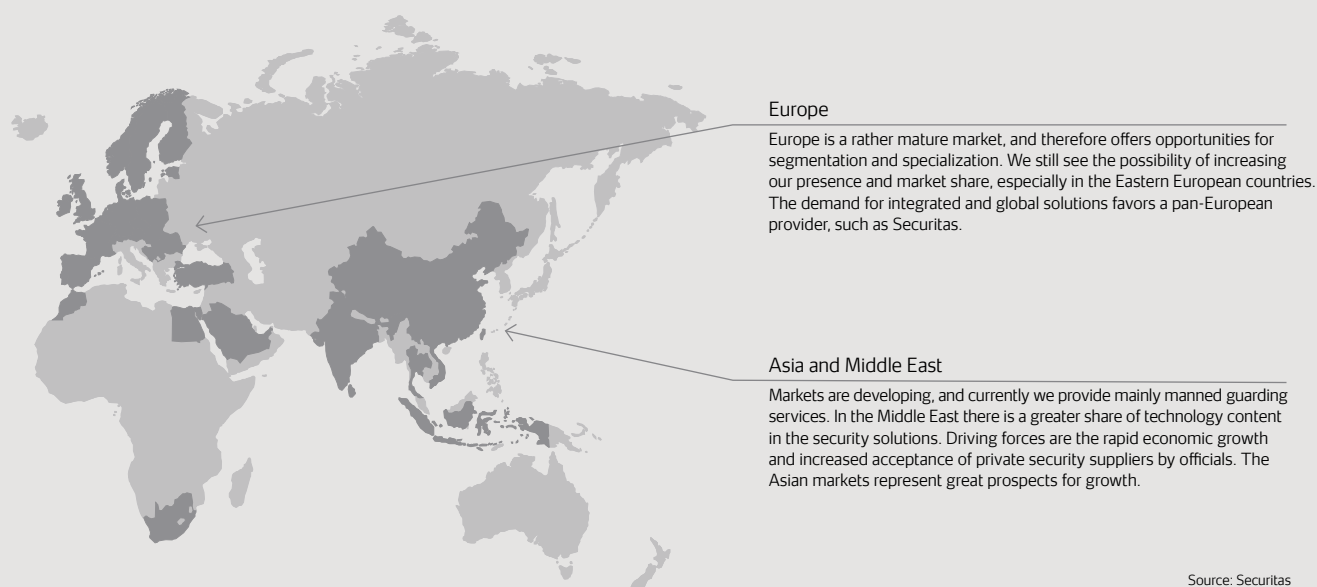 Europe
Europe is a rather mature market, and therefore offers opportunities for
segmentation and specialization. We still see the possibility of increasing
our presence and market share, especially in the Eastern European countries.
The demand for integrated and global solutions favors a pan-European
provider, such as Securitas.
Asia and Middle East
Markets are developing, and currently we provide mainly manned guarding
services. In the Middle East there is a greater share of technology content
in the security solutions. Driving forces are the rapid economic growth
and increased acceptance of private security suppliers by officials. The
Asian markets represent great prospects for growth.
Source: Securitas